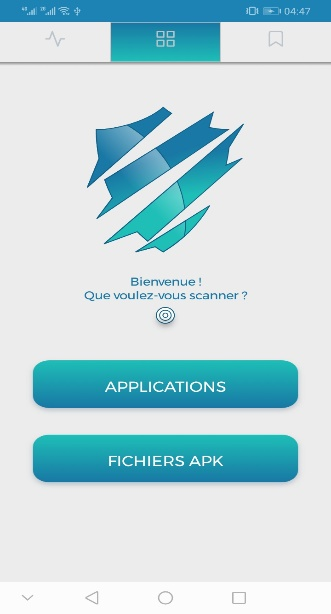 04:47
Bienvenue !
Que voulez-vous scanner ?
APPLICATIONS
FICHIERS APK